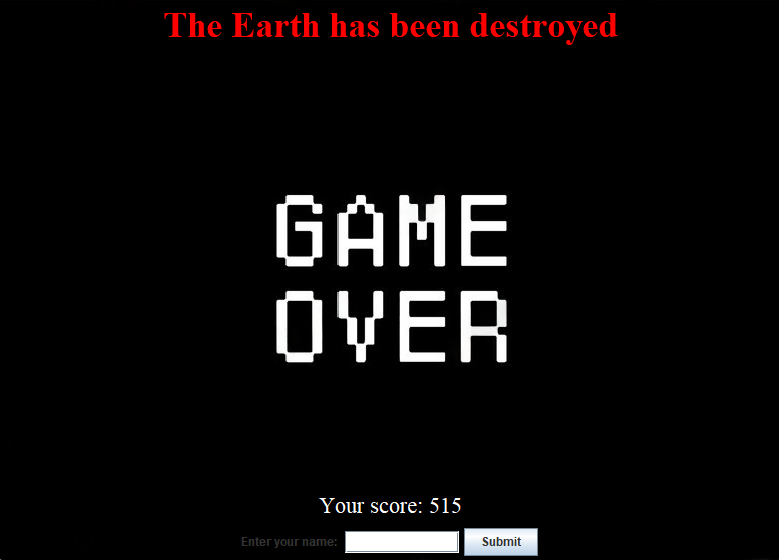 The Earth has been destroyed
GAME
OVER
Your score: 515
Enter your name:
Submit